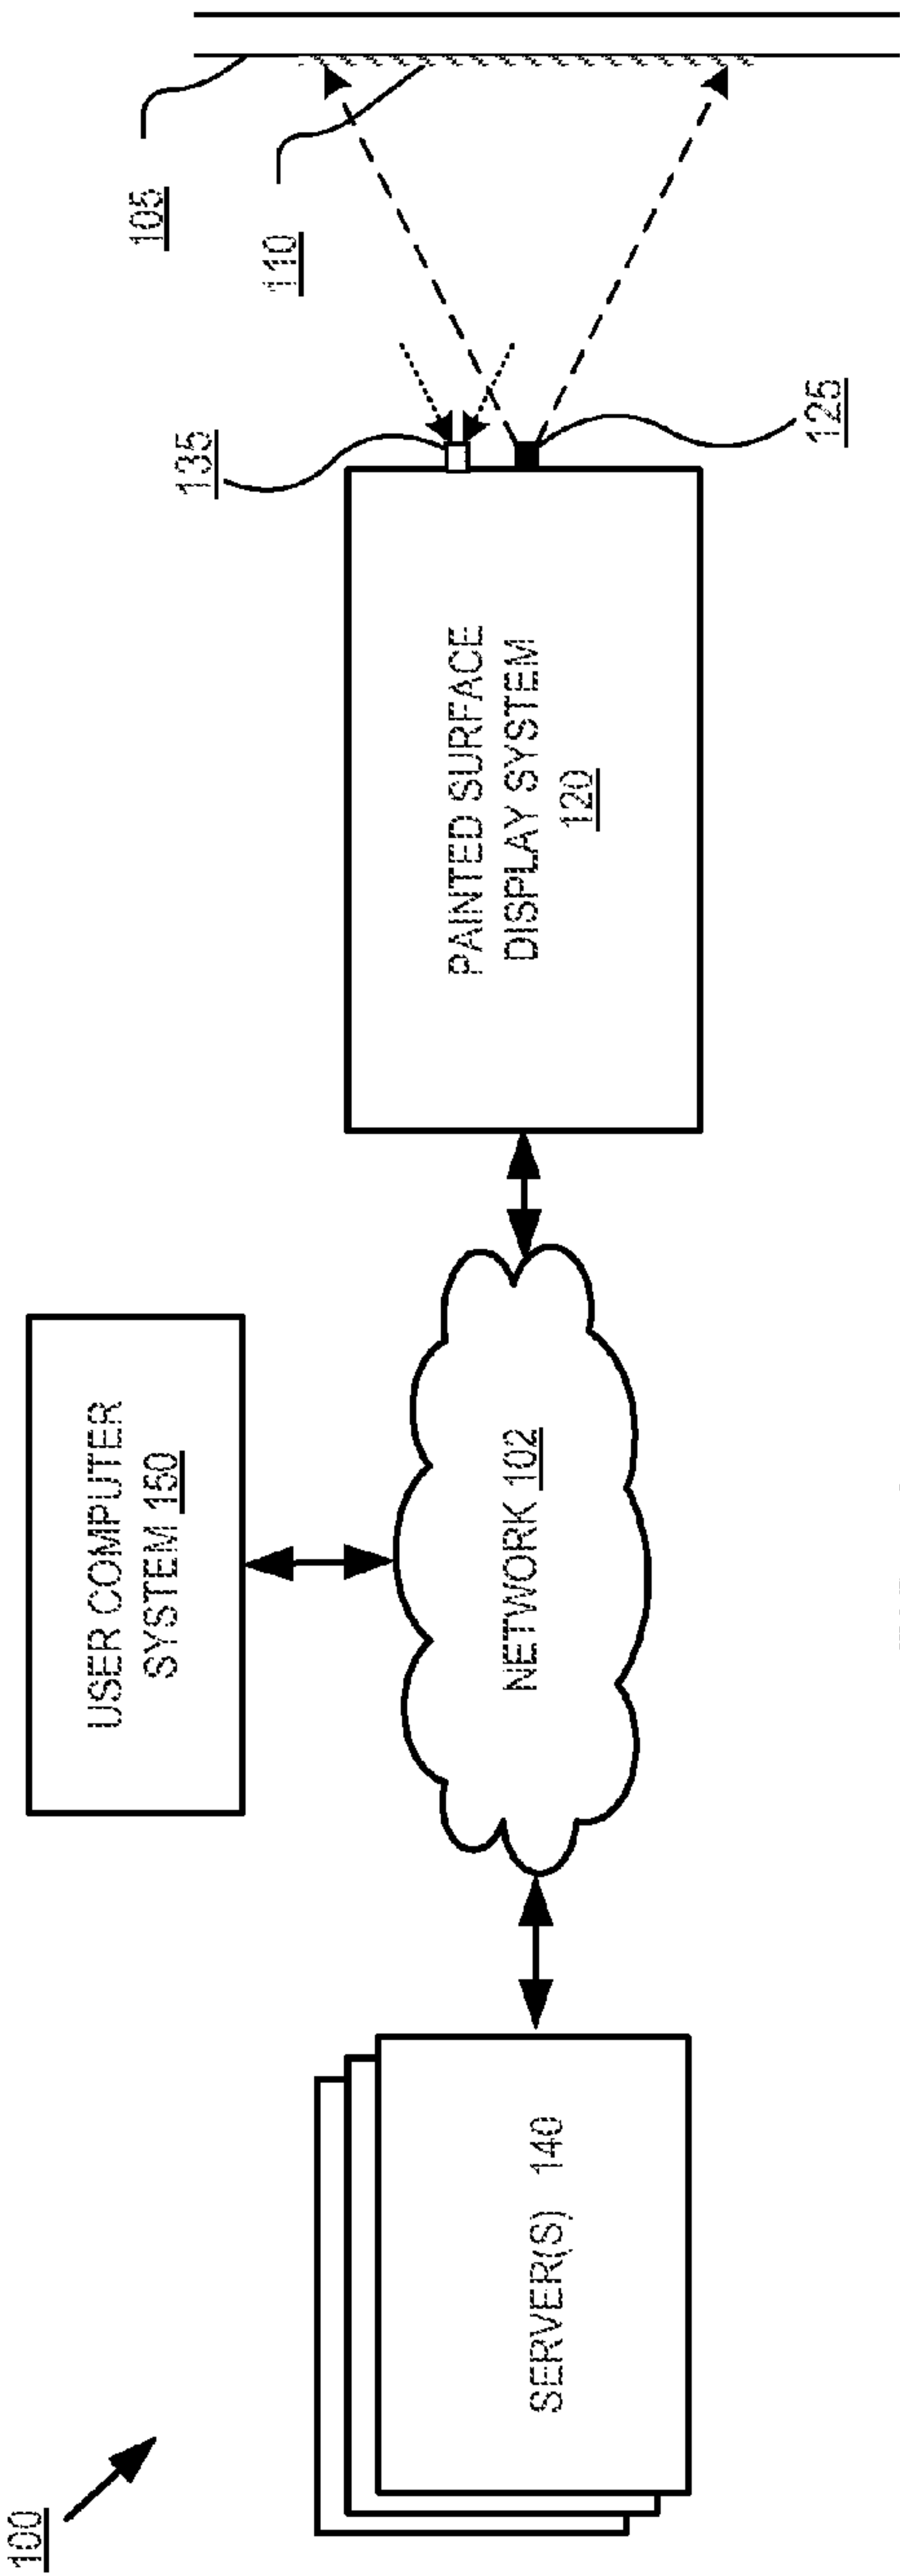 100
USER COMPUTER
SYSTEM 150
105
110
135
SERVER(S) 140
NETWORK 102
PAINTED SURFACE
DISPLAY SYSTEM
120
125